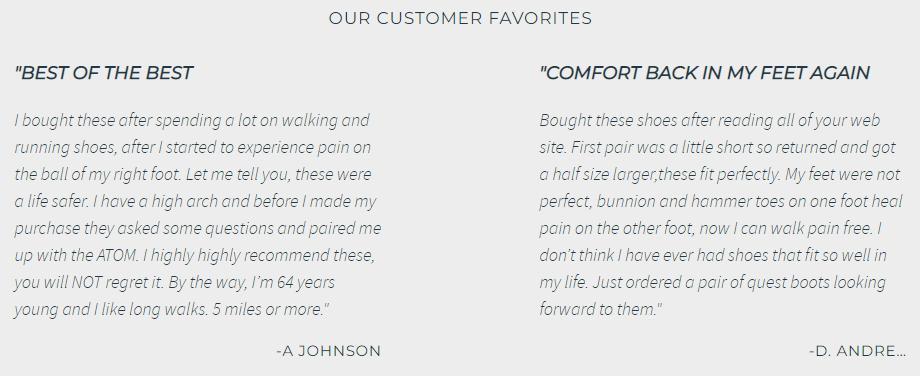 OUR CUSTOMER FAVORITES
"BEST OF THE BEST
I bought these after spending a lot on walking and
running shoes, after I started to experience pain on
the ball of my right foot. Let me tell you, these were
a life safer. I have a high arch and before I made my
purchase they asked some questions and paired me
up with the ATOM. I highly highly recommend these,
you will NOT regret it. By the way, I'm 64 years
young and I like long walks. 5 miles or more."
-A JOHNSON
"COMFORT BACK IN MY FEET AGAIN
Bought these shoes after reading all of your web
site. First pair was a little short so returned and got
a half size larger,these fit perfectly. My feet were not
perfect, bunnion and hammer toes on one foot heal
pain on the other foot, now I can walk pain free. I
don't think I have ever had shoes that fit so well in
my life. Just ordered a pair of quest boots looking
forward to them."
-D. ANDRE...